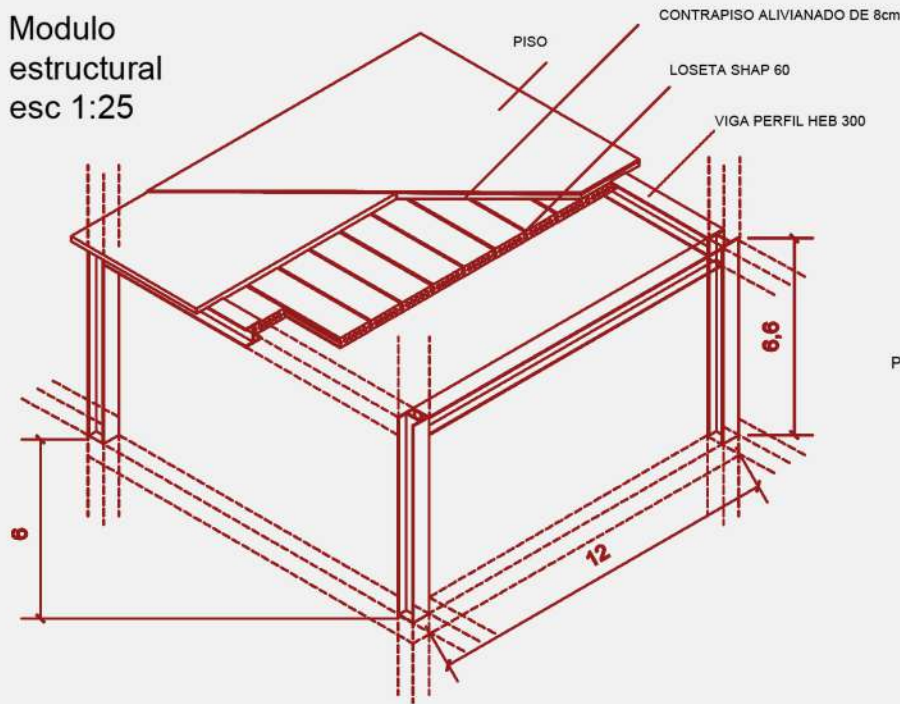 Modulo
estructural
esc 1:25
CONTRAPISO ALIVIANADO DE 8cm
PISO
LOSETA SHAP 60
VIGA PERFIL HEB 300
6,6
P
6
12